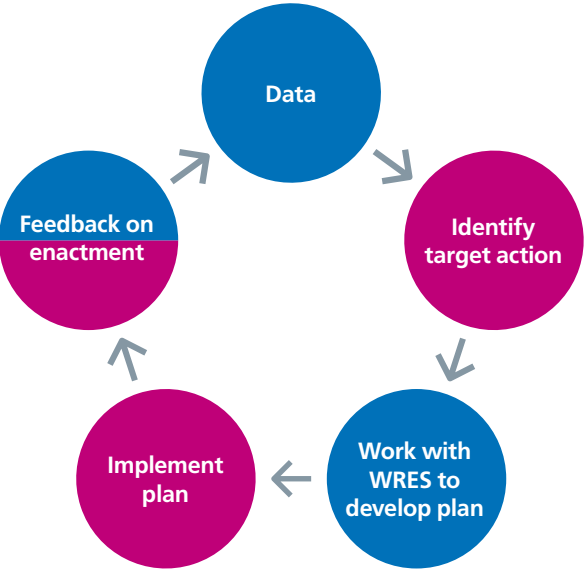 Data
Identify
target action
Work with
WRES to
develop plan
Implement
plan
Feedback on
enactment